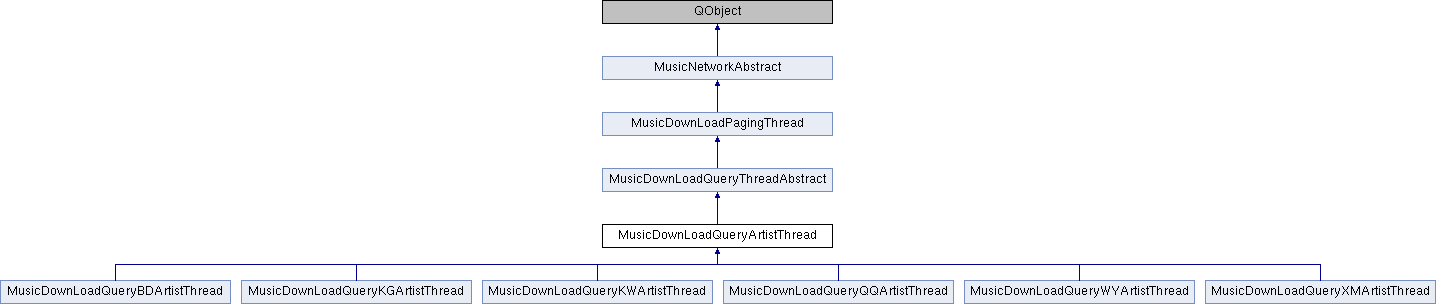 QObject
MusicNetworkAbstract
MusicDownLoadPagingThread
MusicDownLoadQueryThreadAbstract
MusicDownLoadQueryArtistThread
MusicDownLoadQueryBDArtistThread
MusicDownLoadQueryKGArtistThread
MusicDownLoadQueryKWArtistThread
MusicDownLoadQueryQQArtistThread
MusicDownLoadQueryWYArtistThread
MusicDownLoadQueryXMArtistThread